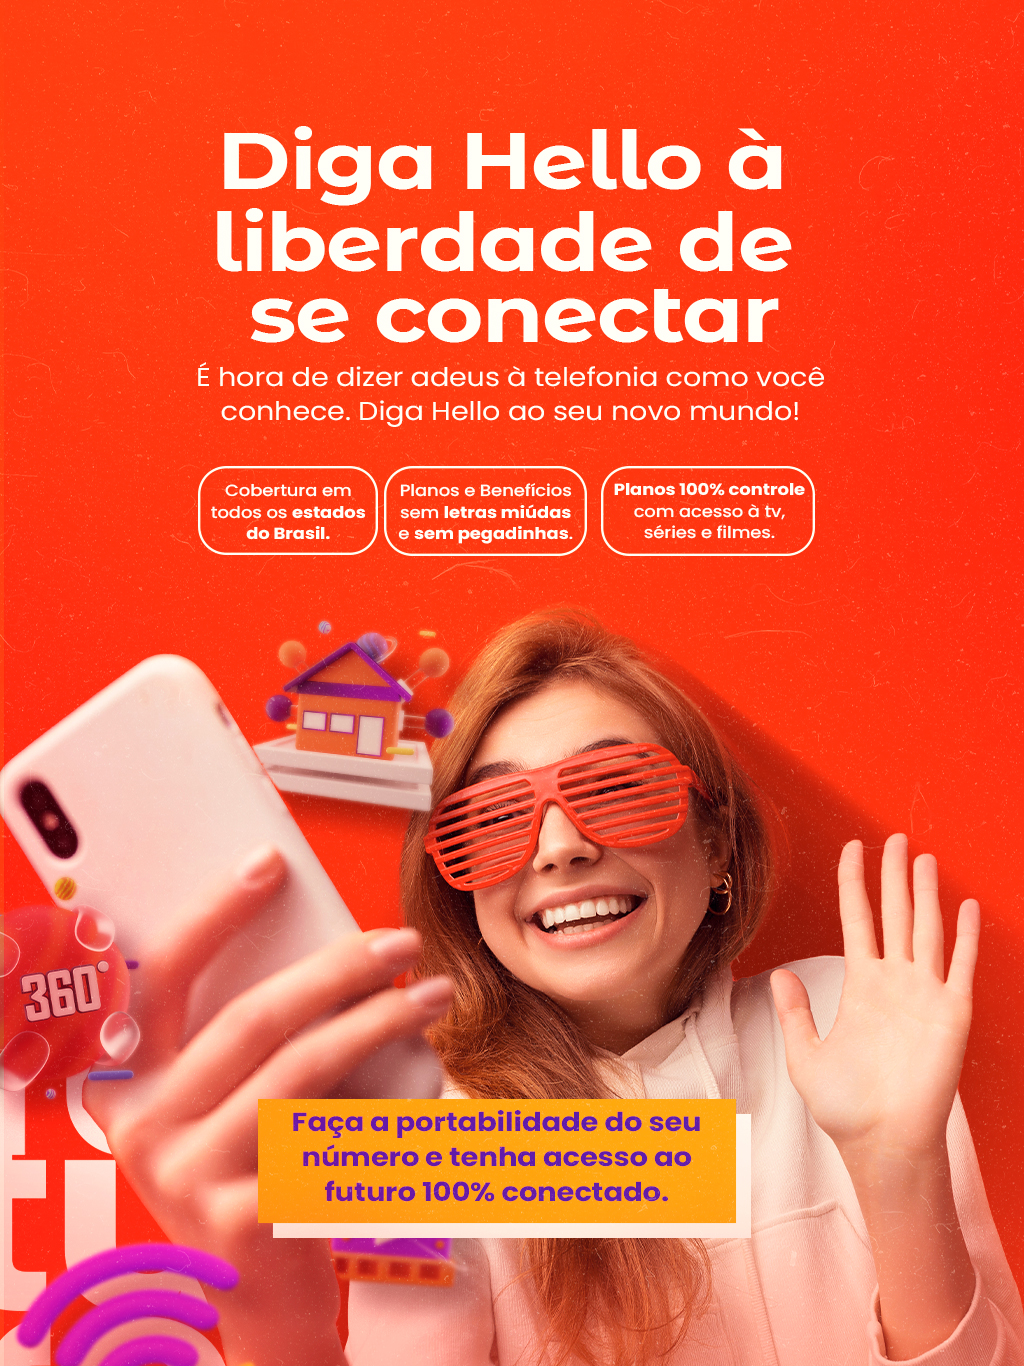 Diga Hello à
liberdade de
se conectar
É hora de dizer adeus à telefonia como você
conhece. Diga Hello ao seu novo mundo!
Cobertura em
todos os estados
do Brasil.
Planos e Benefícios
sem letras miúdas
e sem pegadinhas.
Planos 100% controle
com acesso à tv,
séries e filmes.
360°
Faça a portabilidade do seu
número e tenha acesso ao
futuro 100% conectado.